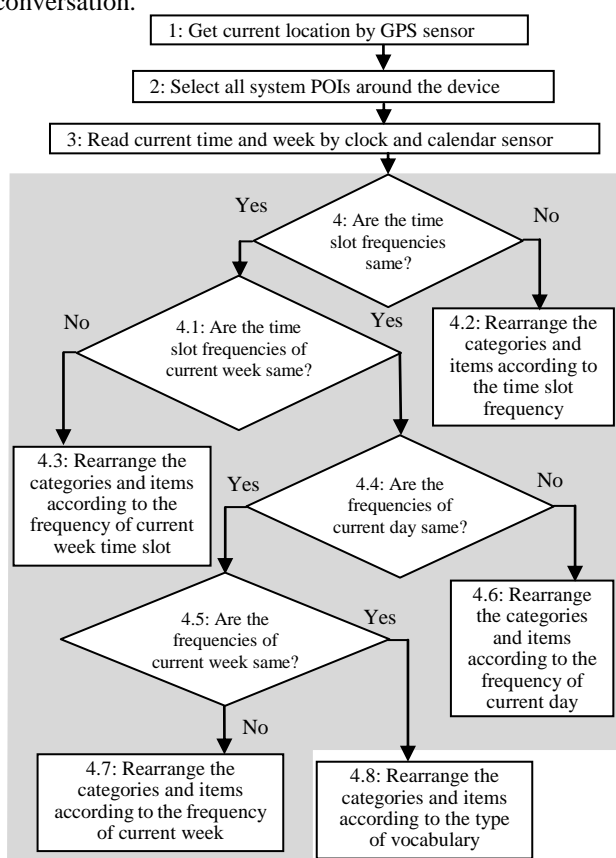 conversation.
1: Get current location by GPS sensor
2: Select all system POIs around the device
3: Read current time and week by clock and calendar sensor
Yes
No
4: Are the time
slot frequencies
same?
No
Yes
4.1: Are the time
slot frequencies of
current week same?
4.2: Rearrange the
categories and
items according to
the time slot
frequency
4.3: Rearrange the
categories and items
according to the
frequency of current
week time slot
Yes
No
4.4: Are the
frequencies of
current day same?
4.5: Are the
frequencies of
current week same?
Yes
4.6: Rearrange
the categories
and items
according to the
frequency of
current day
No
4.7: Rearrange the
categories and items
according to the frequency
of current week
4.8: Rearrange the
categories and items
according to the type
of vocabulary